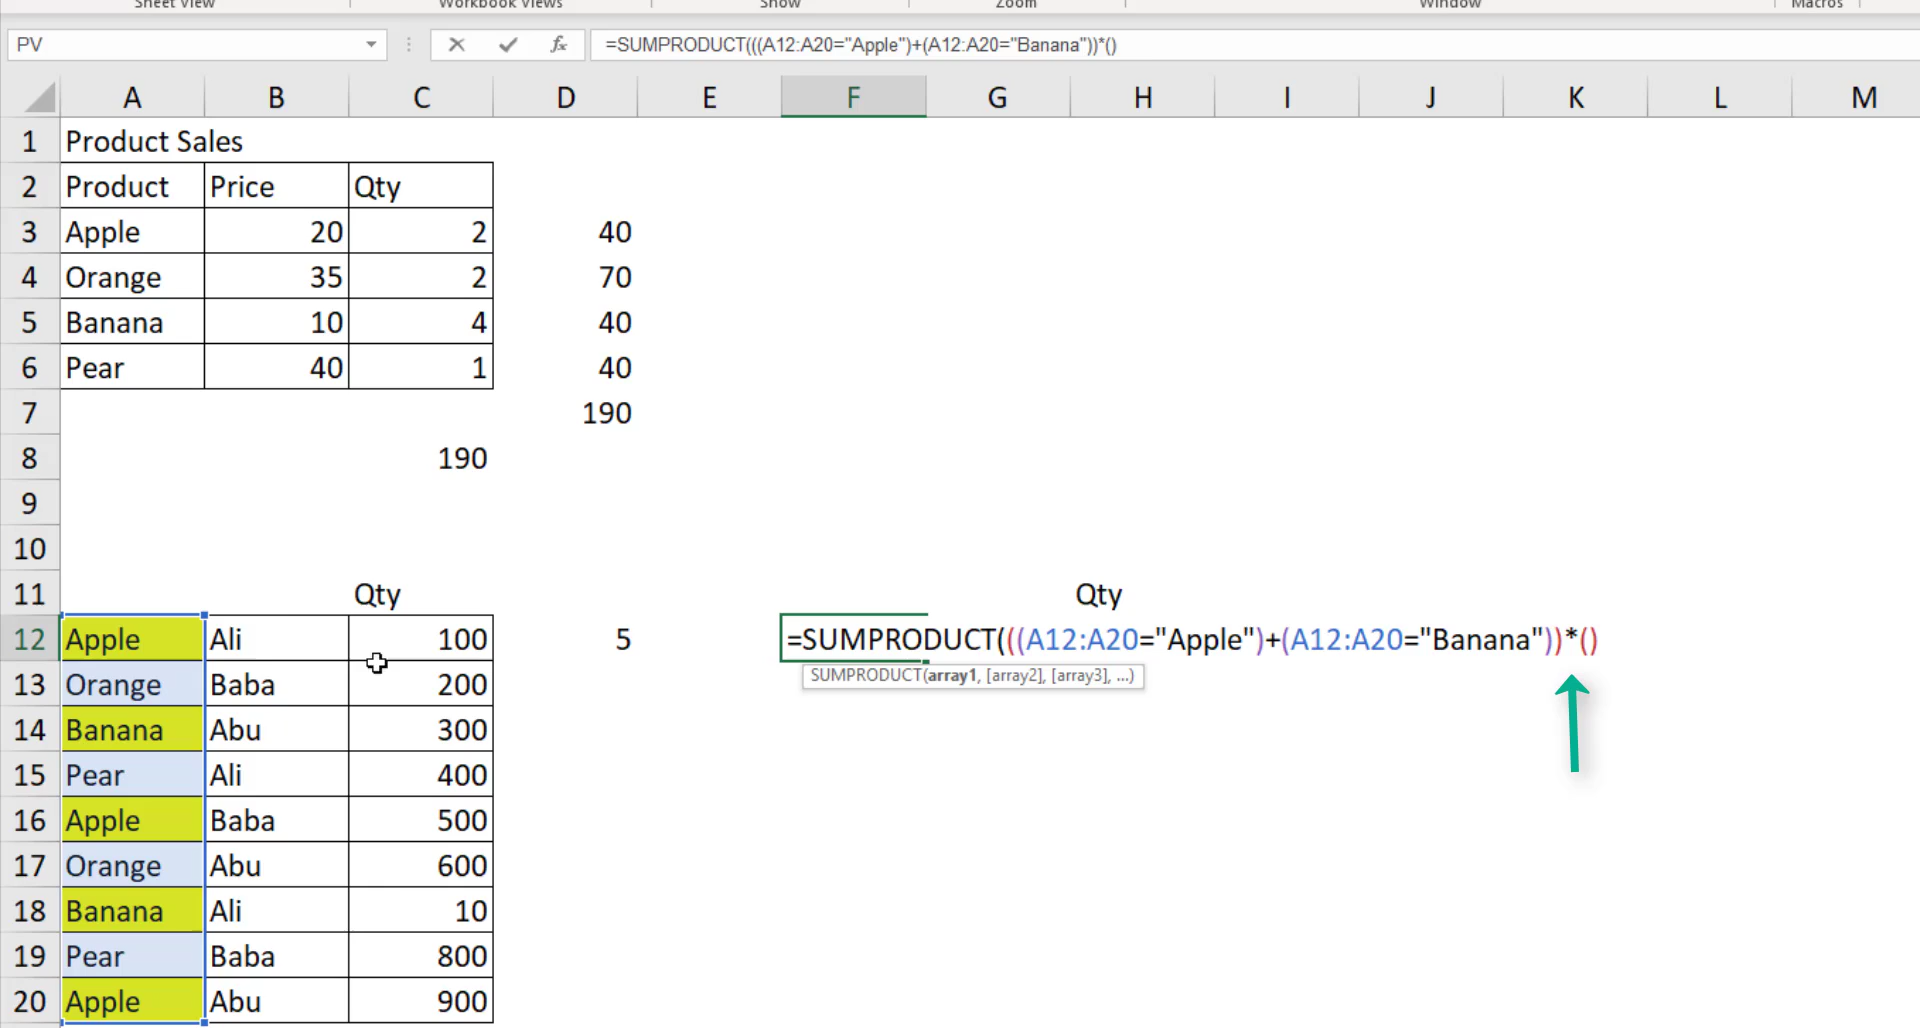 Sheet View Workbook Views Show Zoom Window Macros
PV fx =SUMPRODUCT(((A12:A20="Apple")+(A12:A20="Banana"))*()
A B C D E F G H I J K L M
1 Product Sales
2 Product Price Qty
3 Apple 20 2 40
4 Orange 35 2 70
5 Banana 10 4 40
6 Pear 40 1 40
7 190
8 190
9
10
11 Qty Qty
12 Apple Ali 100 5 =SUMPRODUCT(((A12:A20="Apple")+(A12:A20="Banana"))*()
SUMPRODUCT(array1, [array2], [array3], ...)
13 Orange Baba 200
14 Banana Abu 300
15 Pear Ali 400
16 Apple Baba 500
17 Orange Abu 600
18 Banana Ali 10
19 Pear Baba 800
20 Apple Abu 900